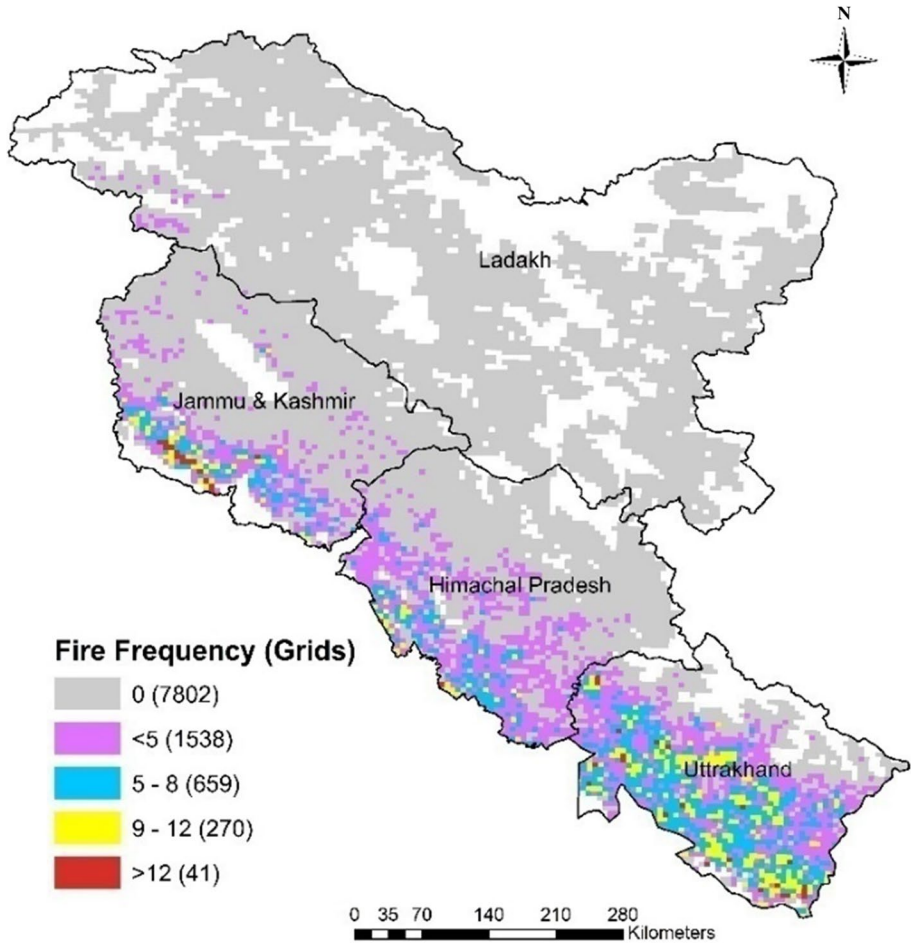 N
Ladakh
Jammu & Kashmir
Himachal Pradesh
Uttrakhand
Fire Frequency (Grids)
0 (7802)
<5 (1538)
5 - 8 (659)
9 - 12 (270)
>12 (41)
0 35 70 140 210 280
Kilometers